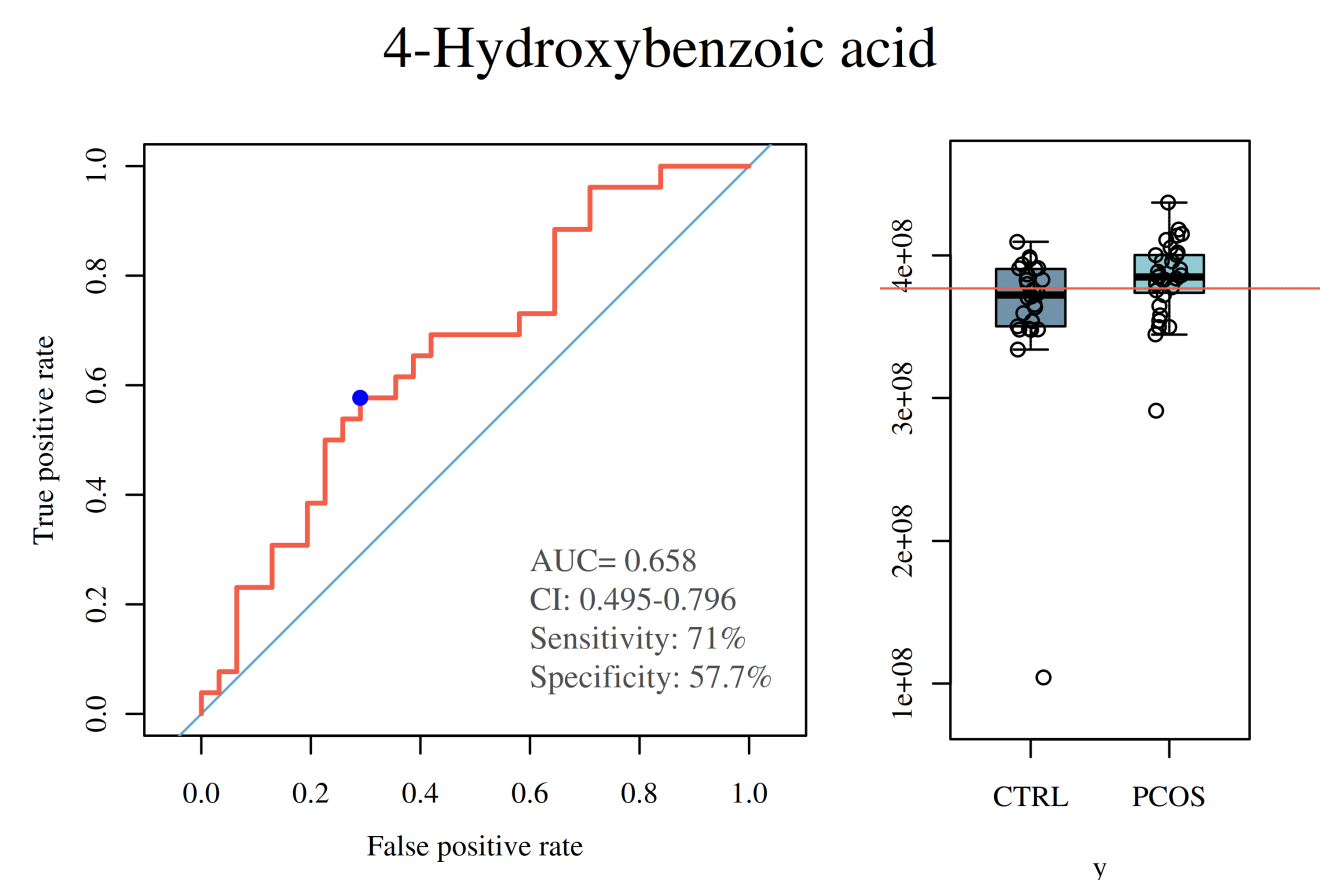 4-Hydroxybenzoic acid
True positive rate
1.0
0.8
0.6
0.4
0.2
0.0
AUC= 0.658
CI: 0.495-0.796
Sensitivity: 71%
Specificity: 57.7%
0.0 0.2 0.4 0.6 0.8 1.0
False positive rate
4e+08
3e+08
2e+08
1e+08
CTRL PCOS
y